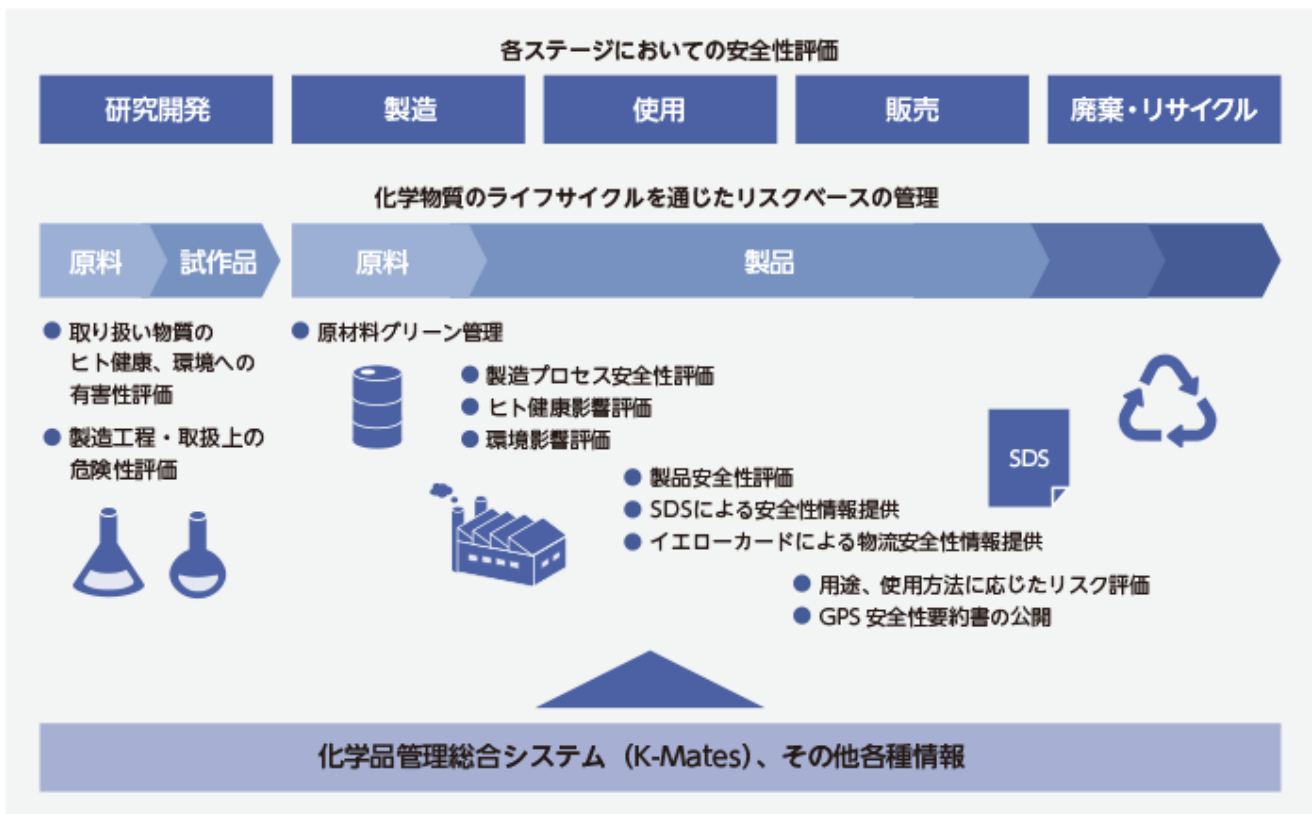 各ステージにおいての安全性評価
研究開発
製造
使用
販売
廃棄・リサイクル
化学物質のライフサイクルを通じたリスクベースの管理
原料
試作品
原料
製品
● 取り扱い物質の
ヒト健康、環境への
有害性評価
● 製造工程・取扱上の
危険性評価
● 原材料グリーン管理
● 製造プロセス安全性評価
● ヒト健康影響評価
● 環境影響評価
● 製品安全性評価
● SDSによる安全性情報提供
● イエローカードによる物流安全性情報提供
SDS
● 用途、使用方法に応じたリスク評価
● GPS 安全性要約書の公開
化学品管理総合システム（K-Mates）、その他各種情報